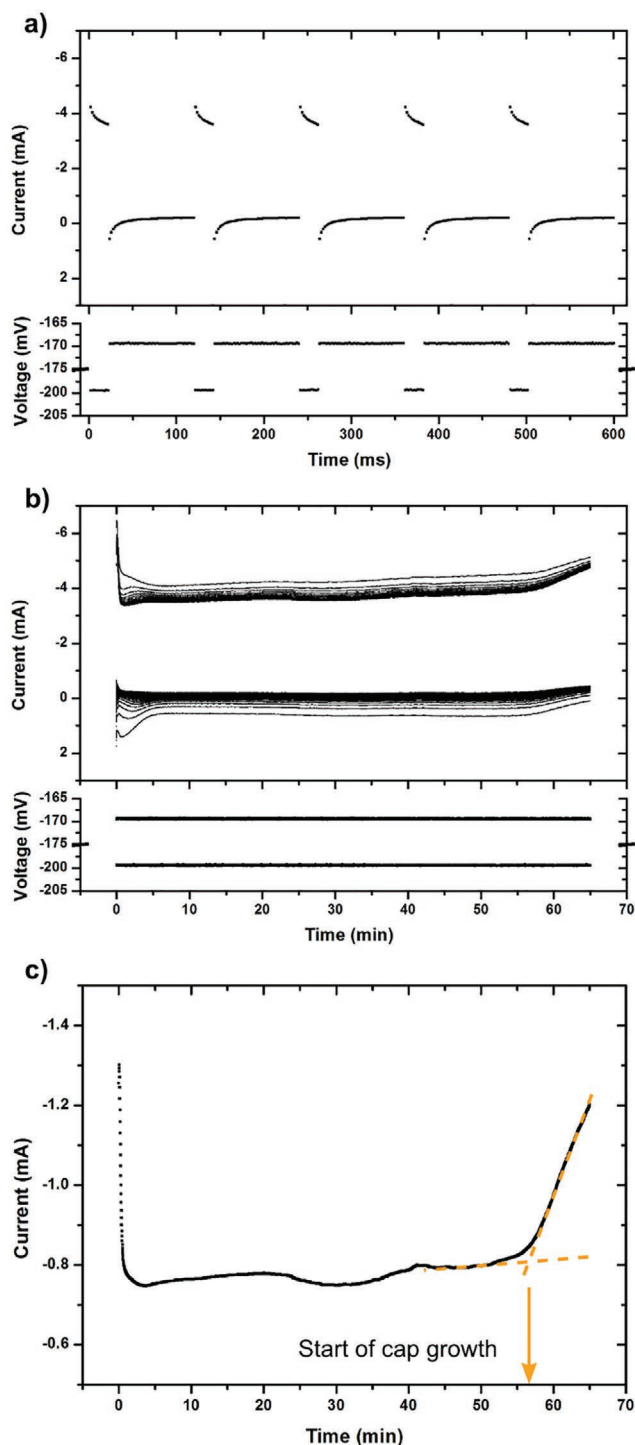 a)
-6
-4
-2
0
2
Current (mA)
-165
-170
-175
-200
-205
Voltage (mV)
0 100 200 300 400 500 600
Time (ms)
b)
-6
-4
-2
0
2
Current (mA)
-165
-170
-175
-200
-205
Voltage (mV)
0 10 20 30 40 50 60 70
Time (min)
c)
-1.4
-1.2
-1.0
-0.8
-0.6
Current (mA)
Start of cap growth
0 10 20 30 40 50 60 70
Time (min)